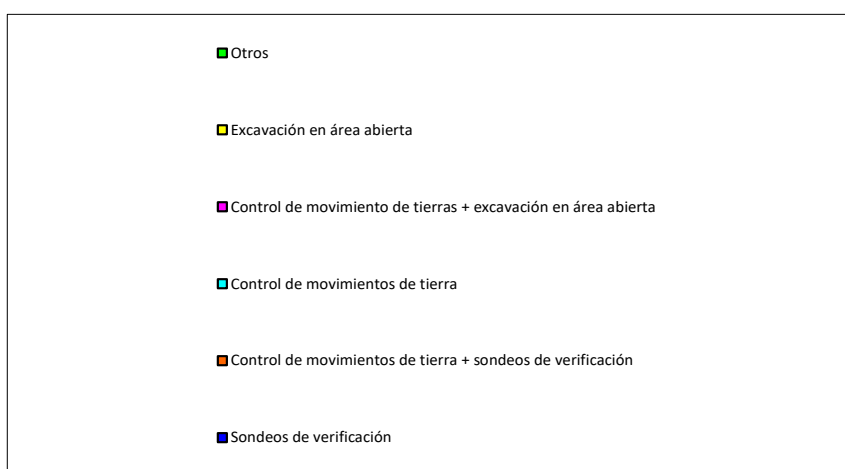 Otros
Excavación en área abierta
Control de movimiento de tierras + excavación en área abierta
Control de movimientos de tierra
Control de movimientos de tierra + sondeos de verificación
Sondeos de verificación